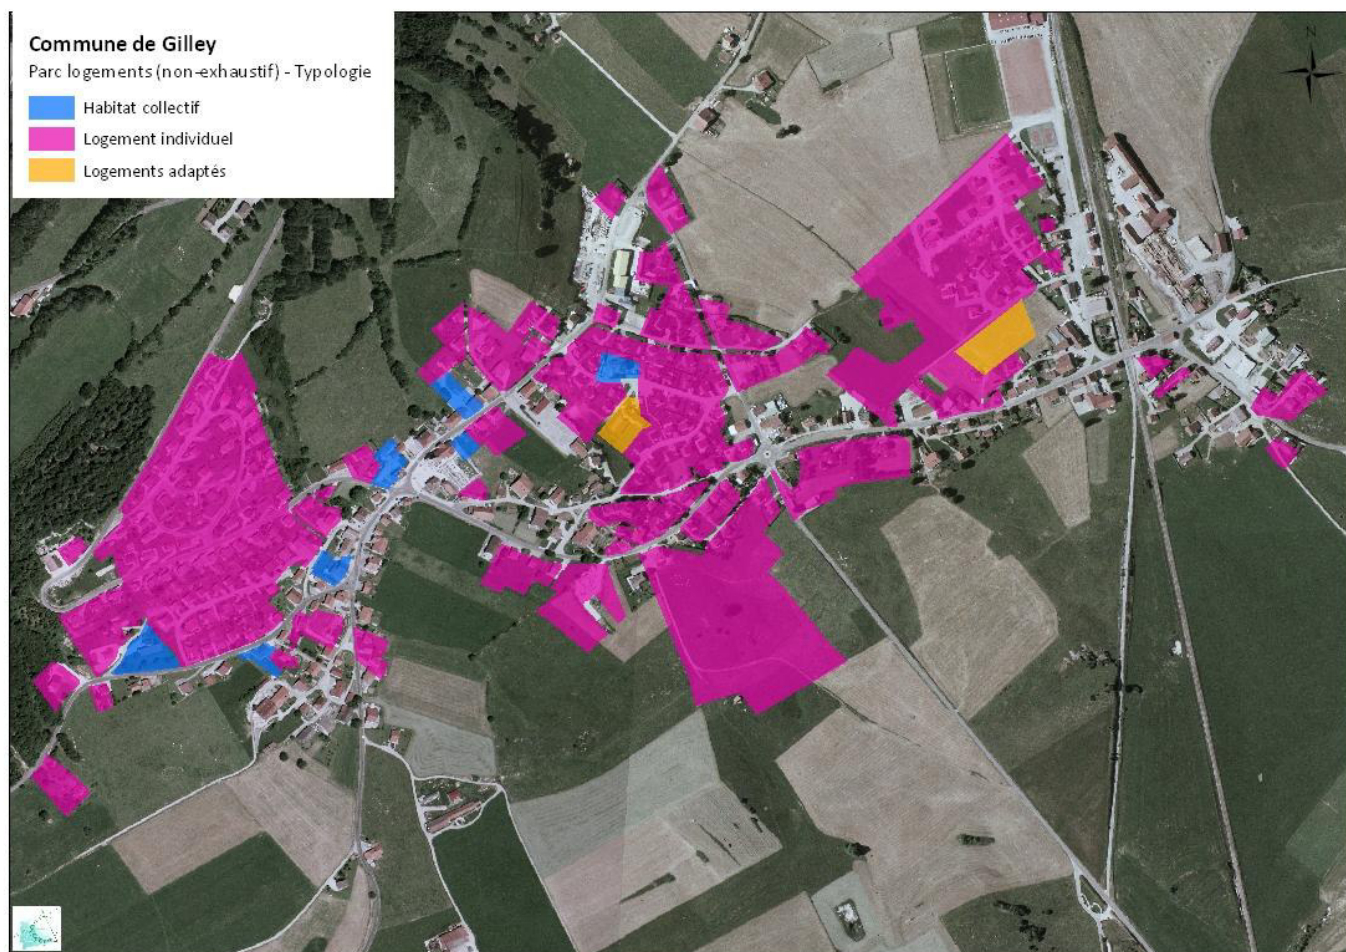 Commune de Gilley
Parc logements (non-exhaustif) - Typologie
Habitat collectif
Logement individuel
Logements adaptés
N